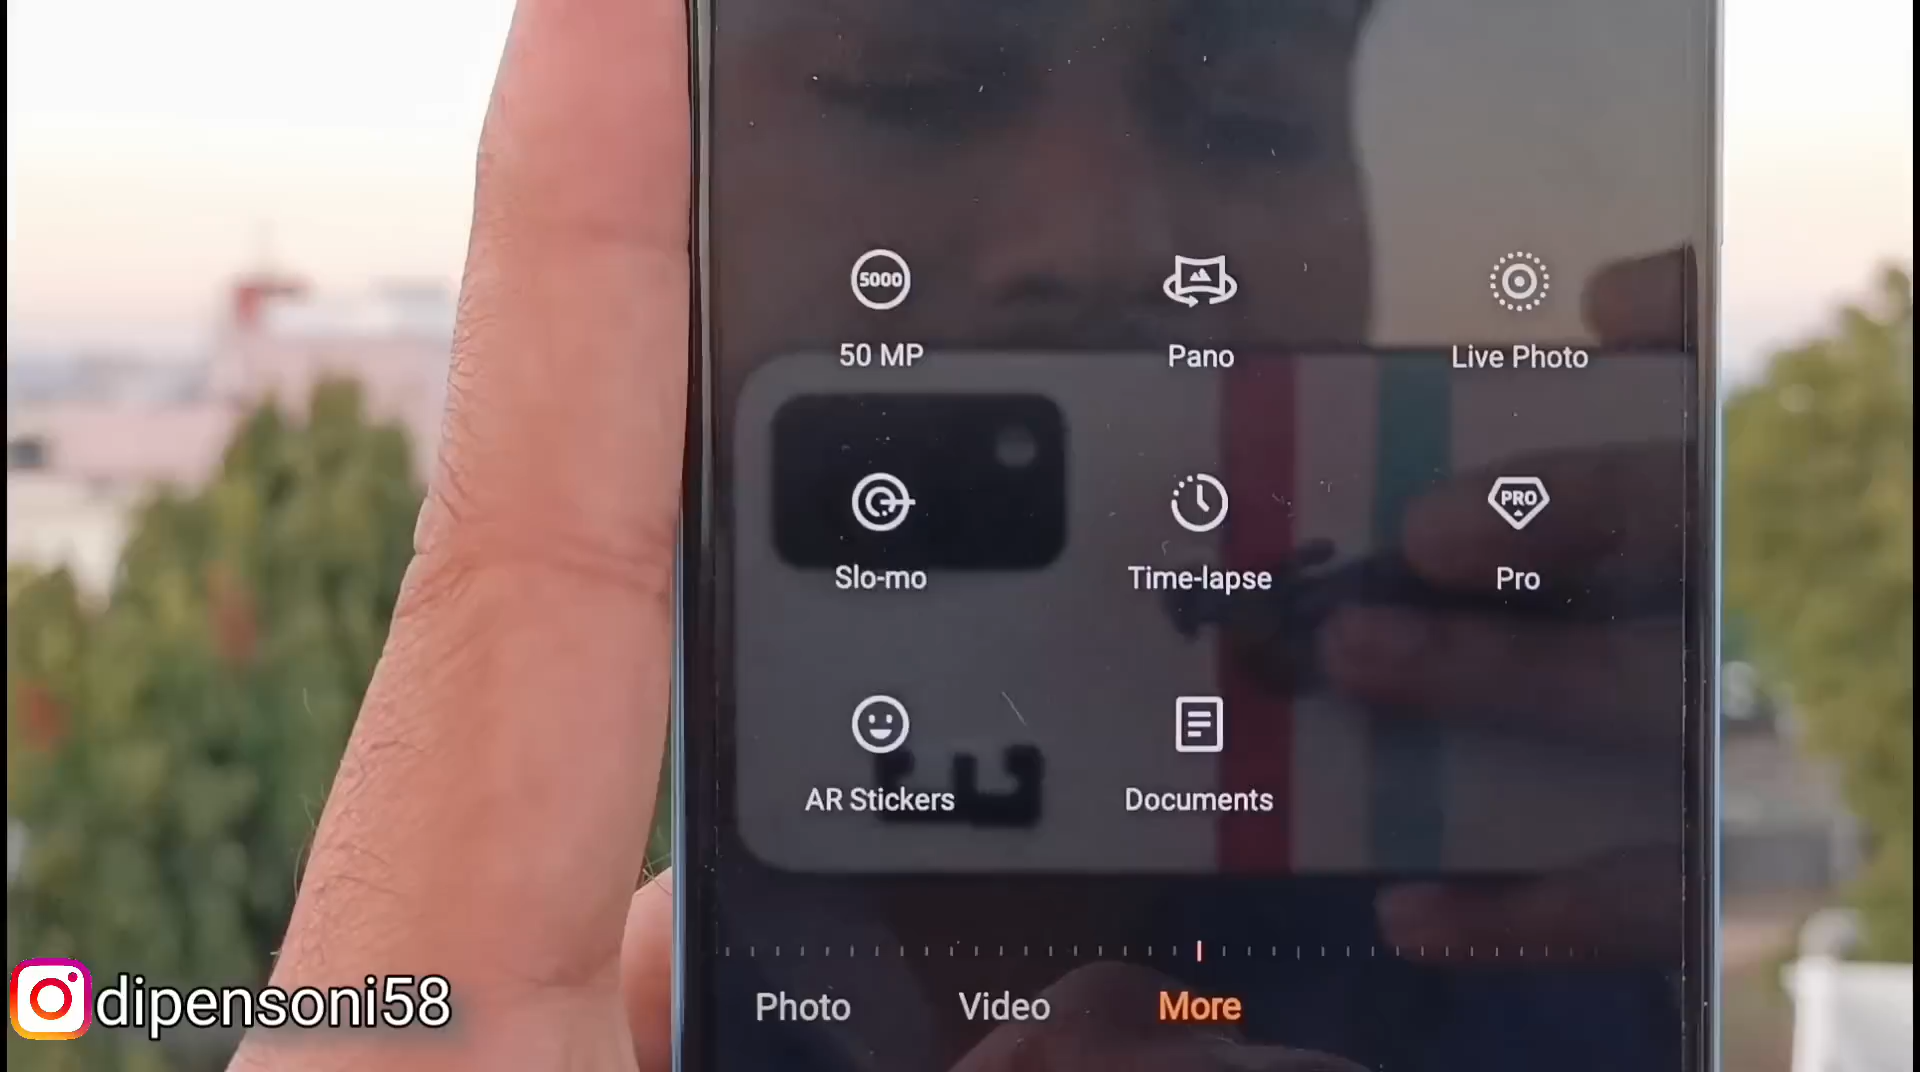 5000
50 MP
Pano
Live Photo
PRO
Slo-mo
Time-lapse
Pro
AR Stickers
Documents
Photo
Video
More
dipensoni58